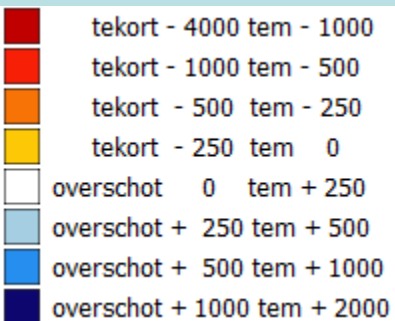 tekort - 4000 tem - 1000
tekort - 1000 tem - 500
tekort - 500 tem - 250
tekort - 250 tem 0
overschot 0 tem + 250
overschot + 250 tem + 500
overschot + 500 tem + 1000
overschot + 1000 tem + 2000